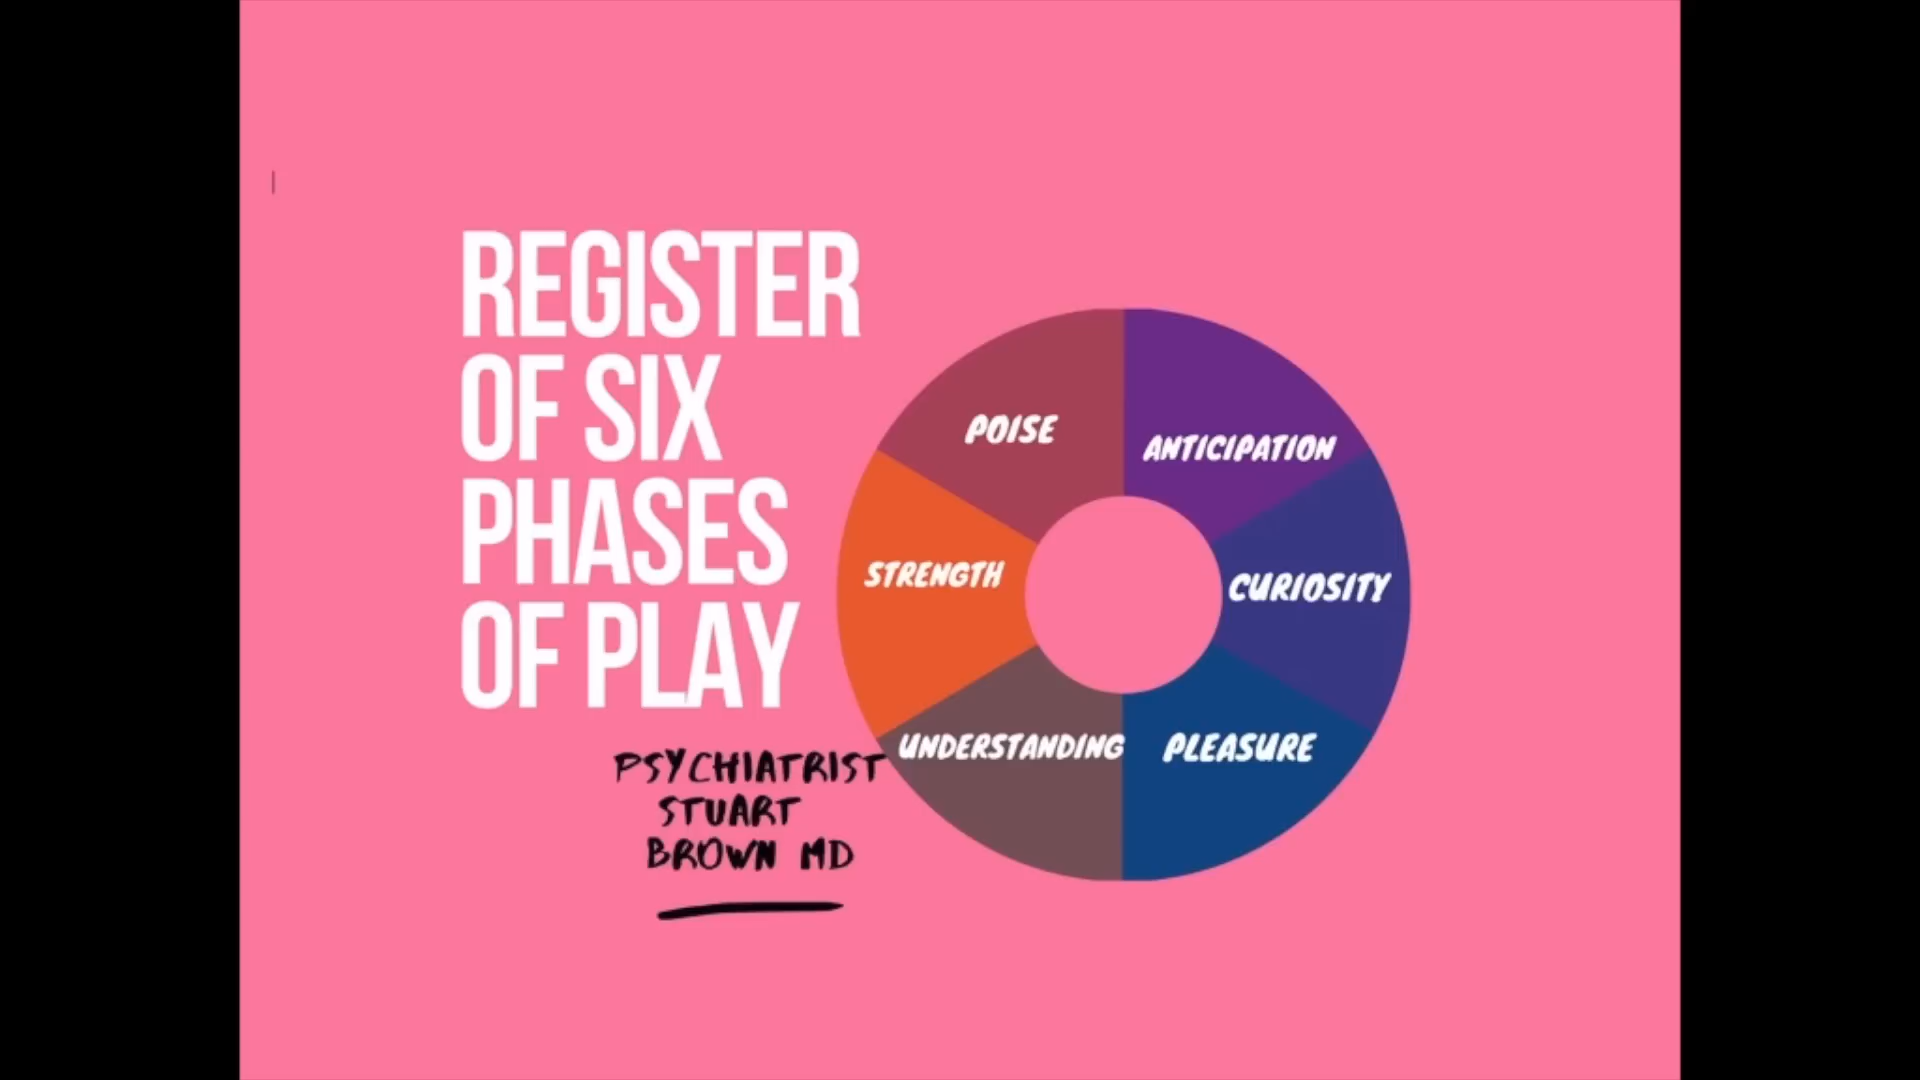 REGISTER
OF SIX
PHASES
OF PLAY
PSYCHIATRIST
STUART
BROWN MD
POISE
ANTICIPATION
STRENGTH
CURIOSITY
UNDERSTANDING
PLEASURE